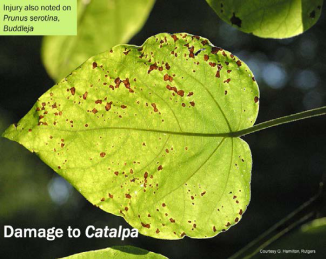 Injury also noted on
Prunus serotina,
Buddleja
Damage to Catalpa
Courtesy G. Hamilton, Rutgers